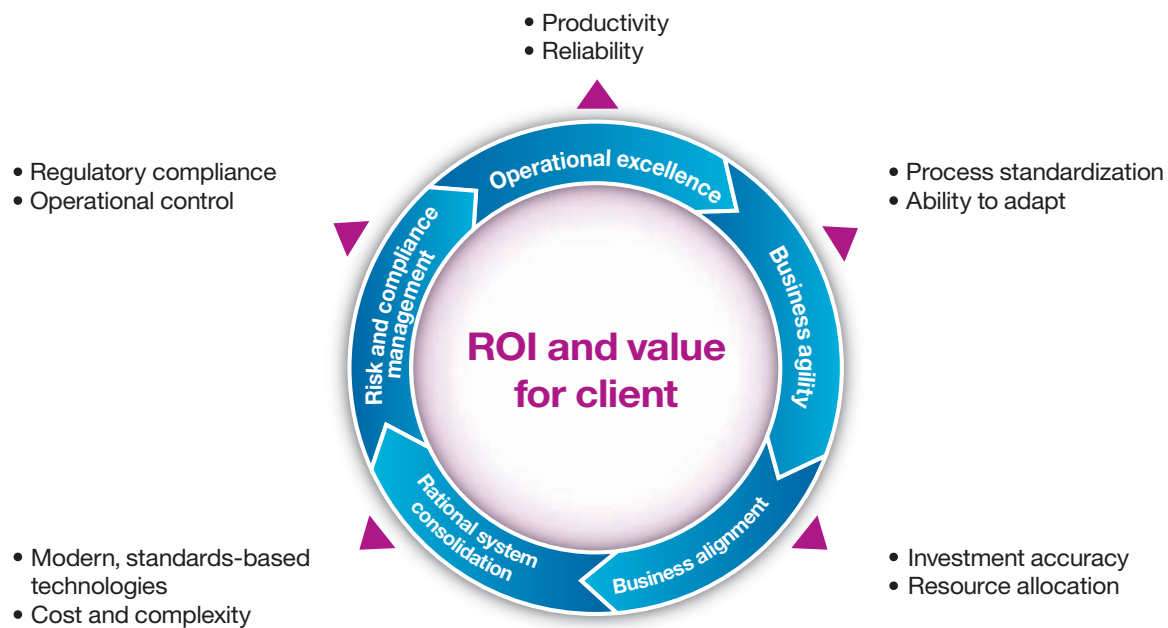 • Productivity
• Reliability
• Regulatory compliance
• Operational control
• Process standardization
• Ability to adapt
Operational excellence
Risk and compliance
management
Business agility
ROI and value
for client
Rational system
consolidation
Business alignment
• Modern, standards-based
technologies
• Cost and complexity
• Investment accuracy
• Resource allocation